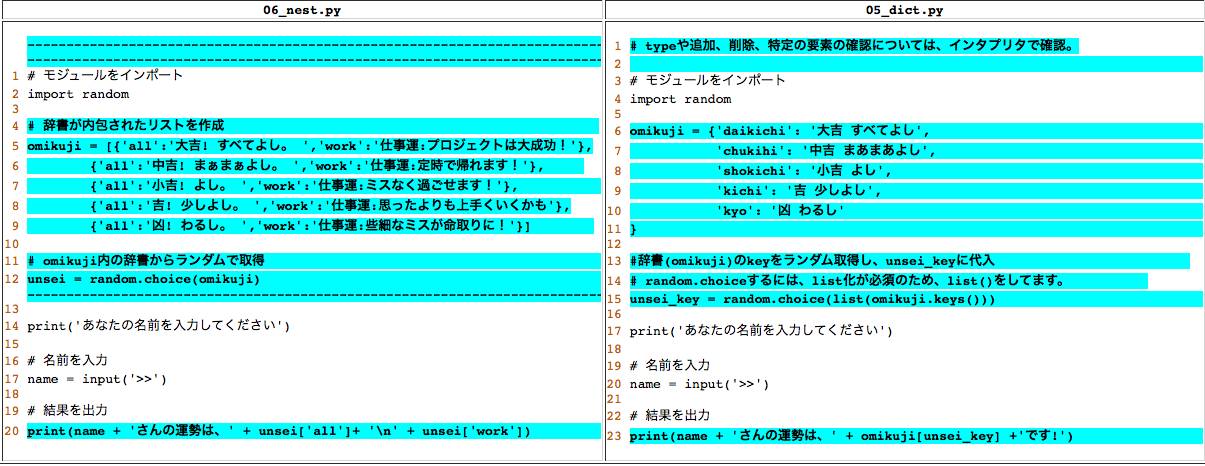 06_nest.py
1 # モジュールをインポート
2 import random
3
4 # 辞書が内包されたリストを作成
5 omikuji = [{'all':'大吉! すべてよし。 ','work':'仕事運:プロジェクトは大成功！'},
6 {'all':'中吉! まぁまぁよし。 ','work':'仕事運:定時で帰れます！'},
7 {'all':'小吉! よし。 ','work':'仕事運:ミスなく過ごせます！'},
8 {'all':'吉! 少しよし。 ','work':'仕事運:思ったよりも上手くいくかも'},
9 {'all':'凶! わるし。 ','work':'仕事運:些細なミスが命取りに！'}]
10
11 # omikuji内の辞書からランダムで取得
12 unsei = random.choice(omikuji)
13
14 print('あなたの名前を入力してください')
15
16 # 名前を入力
17 name = input('>>')
18
19 # 結果を出力
20 print(name + 'さんの運勢は、' + unsei['all']+ '\n' + unsei['work'])
05_dict.py
1 # typeや追加、削除、特定の要素の確認については、インタプリタで確認。
2
3 # モジュールをインポート
4 import random
5
6 omikuji = {'daikichi': '大吉 すべてよし',
7 'chukihi': '中吉 まあまあよし',
8 'shokichi': '小吉 よし',
9 'kichi': '吉 少しよし',
10 'kyo': '凶 わるし'
11 }
12
13 #辞書(omikuji)のkeyをランダム取得し、unsei_keyに代入
14 # random.choiceするには、list化が必須のため、list()をしてます。
15 unsei_key = random.choice(list(omikuji.keys()))
16
17 print('あなたの名前を入力してください')
18
19 # 名前を入力
20 name = input('>>')
21
22 # 結果を出力
23 print(name + 'さんの運勢は、' + omikuji[unsei_key] +'です!')